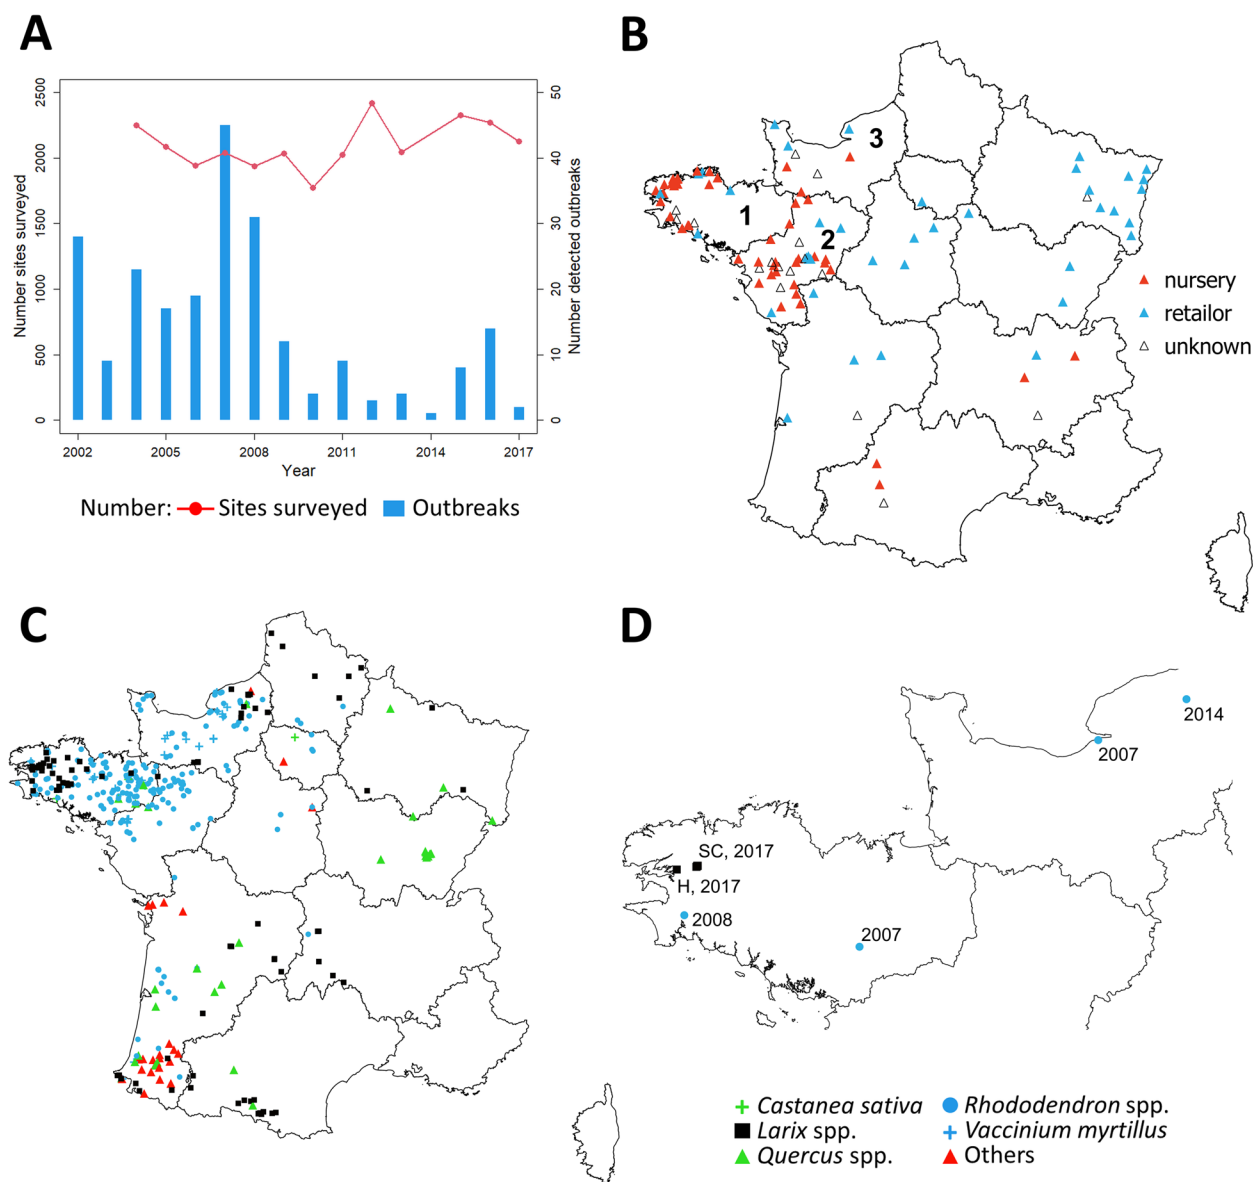 A
2500
2000
1500
1000
500
0
Number sites surveyed
50
40
30
20
10
0
Number detected outbreaks
2002 2005 2008 2011 2014 2017
Year
Number: Sites surveyed Outbreaks
B
3
1
2
nursery
retailor
unknown
C
D
2014
2007
SC, 2017
H, 2017
2008
2007
Castanea sativa
Larix spp.
Quercus spp.
Rhododendron spp.
Vaccinium myrtillus
Others